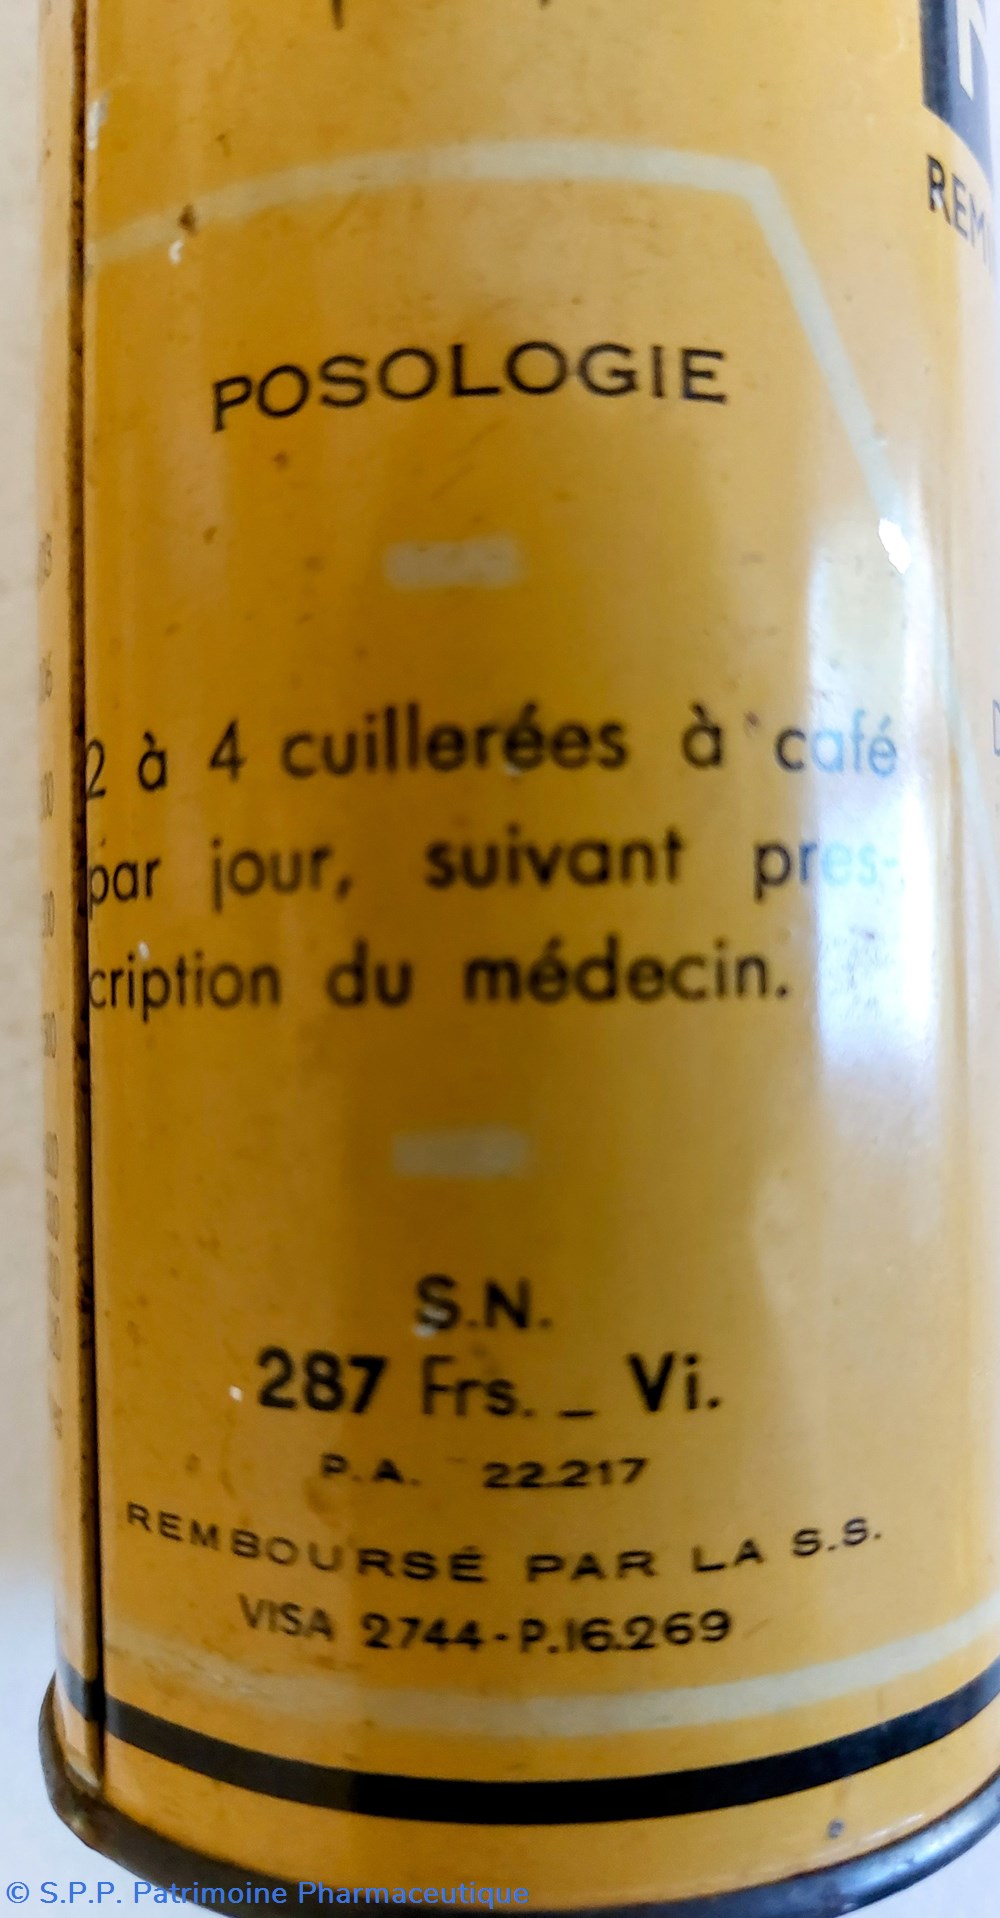 POSOLOGIE
2 à 4 cuillerées à café
par jour, suivant pres-
cription du médecin.
S.N.
287 Frs. _ Vi.
P.A. 22.217
REMBOURSÉ PAR LA S.S.
VISA 2744-P.16.269
© S.P.P. Patrimoine Pharmaceutique